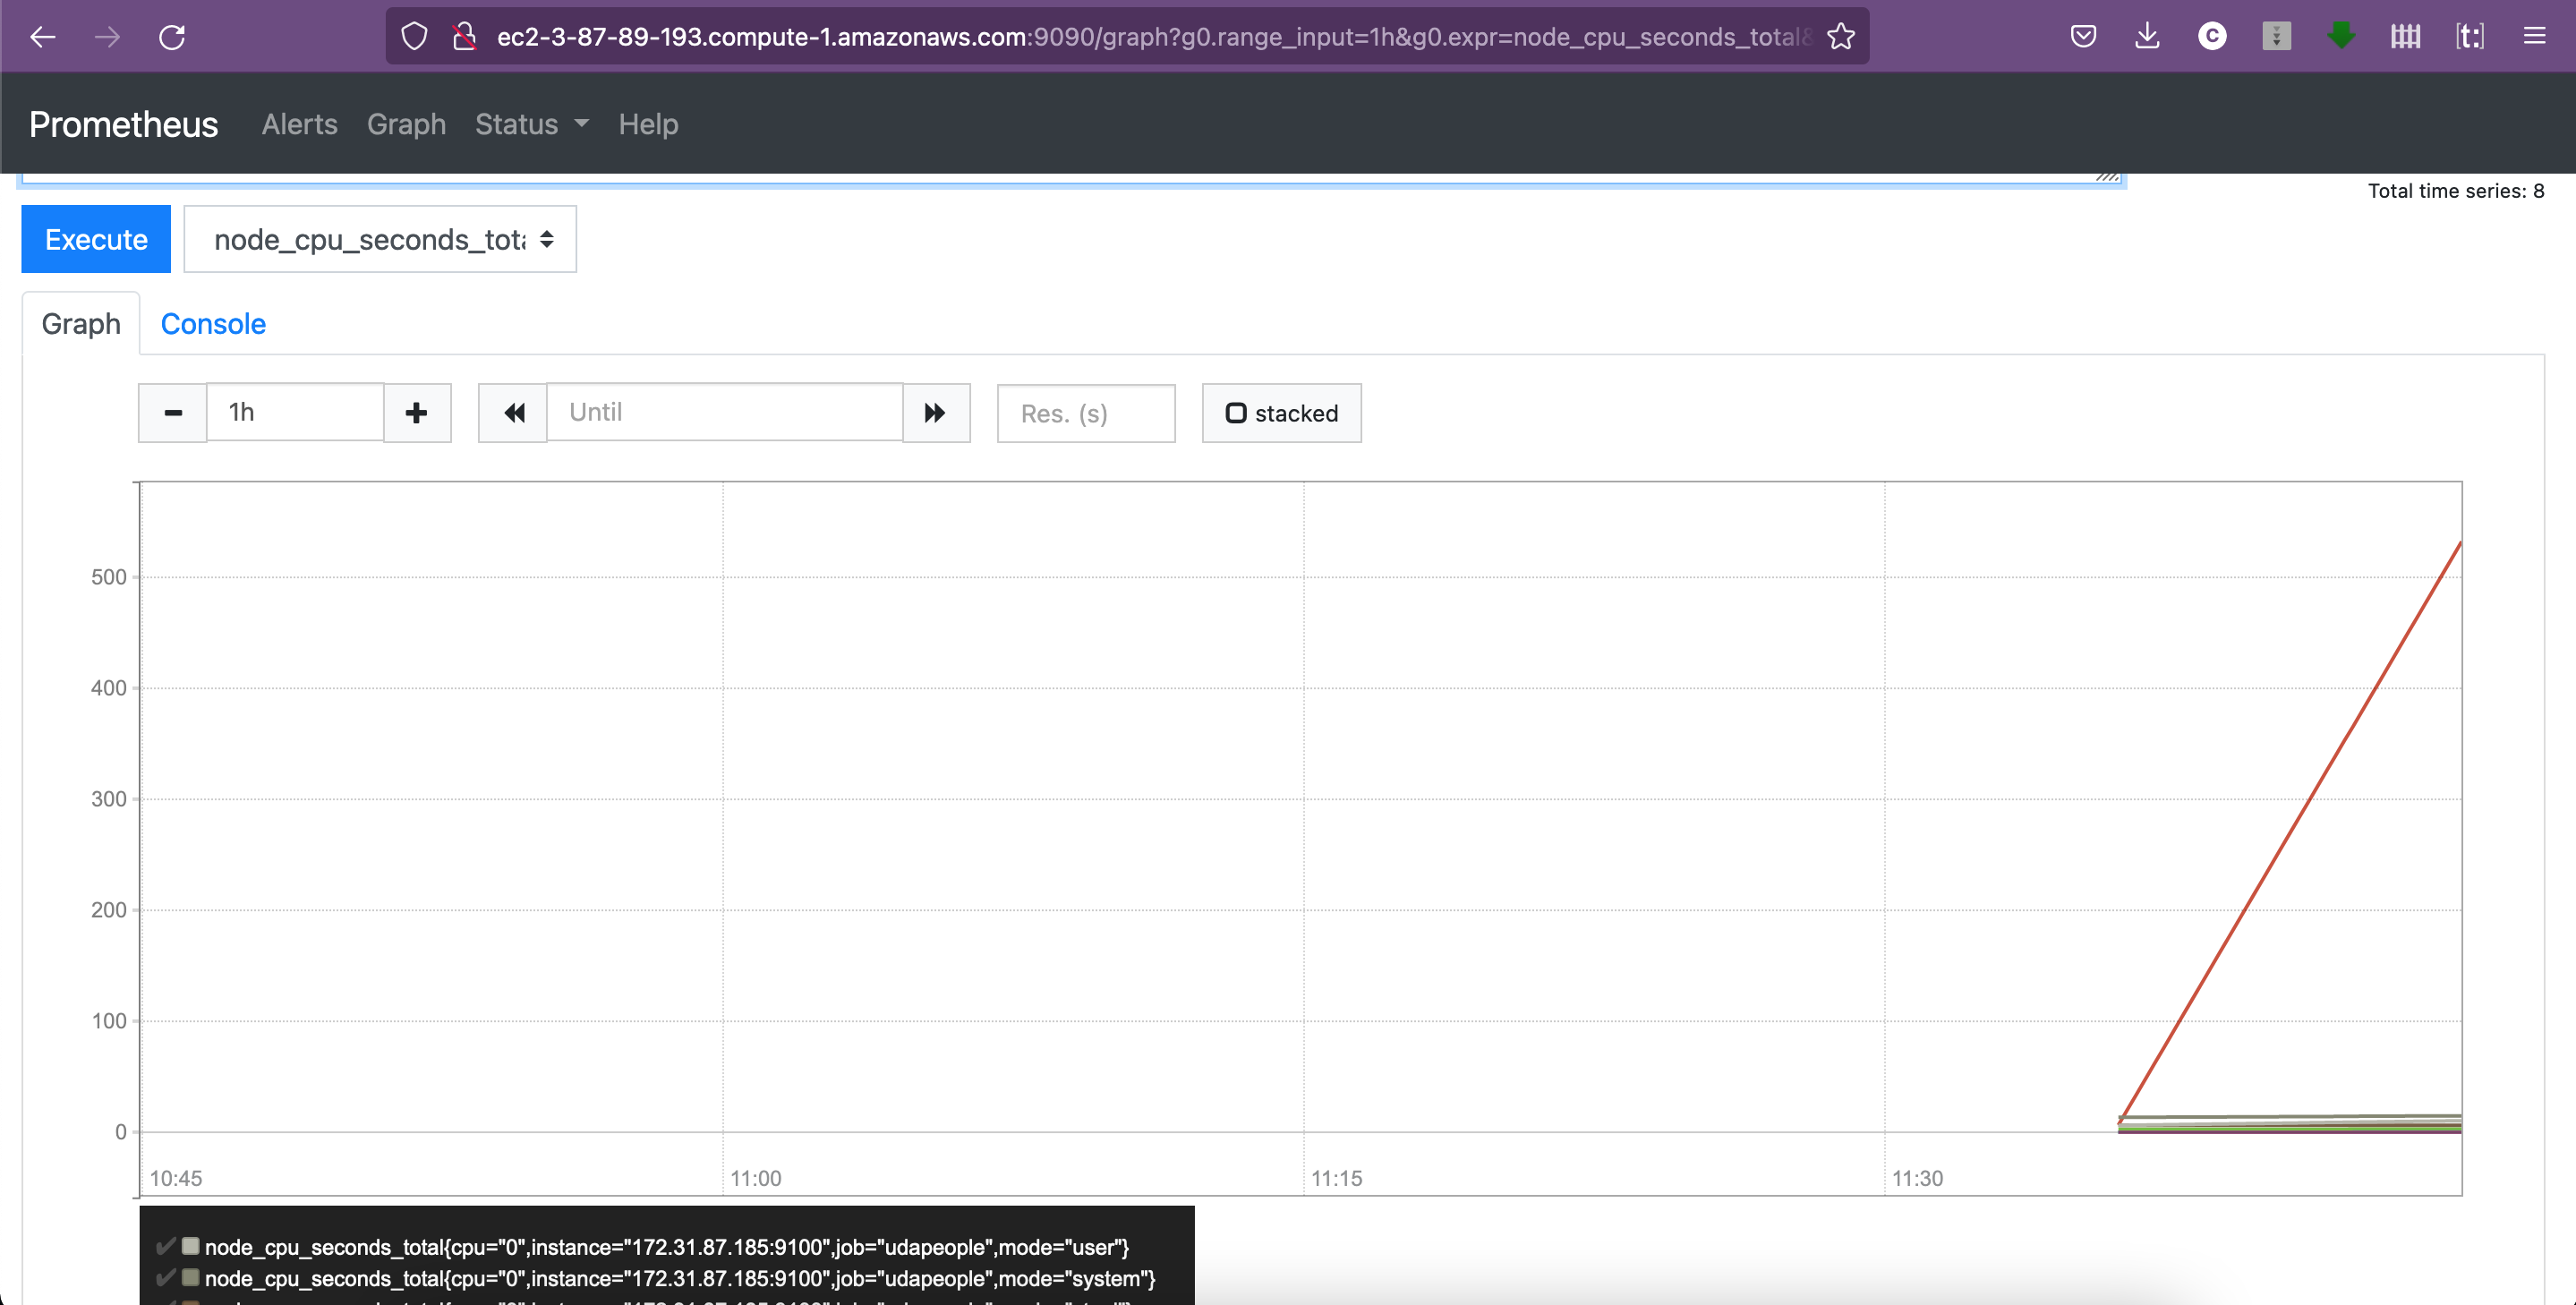 ec2-3-87-89-193.compute-1.amazonaws.com:9090/graph?g0.range_input=1h&g0.expr=node_cpu_seconds_total&
C
[t:]
Prometheus Alerts Graph Status Help
Total time series: 8
Execute node_cpu_seconds_tota
Graph Console
1h Until Res. (s) stacked
500
400
300
200
100
0
10:45 11:00 11:15 11:30
node_cpu_seconds_total{cpu="0",instance="172.31.87.185:9100",job="udapeople",mode="user"}
node_cpu_seconds_total{cpu="0",instance="172.31.87.185:9100",job="udapeople",mode="system"}